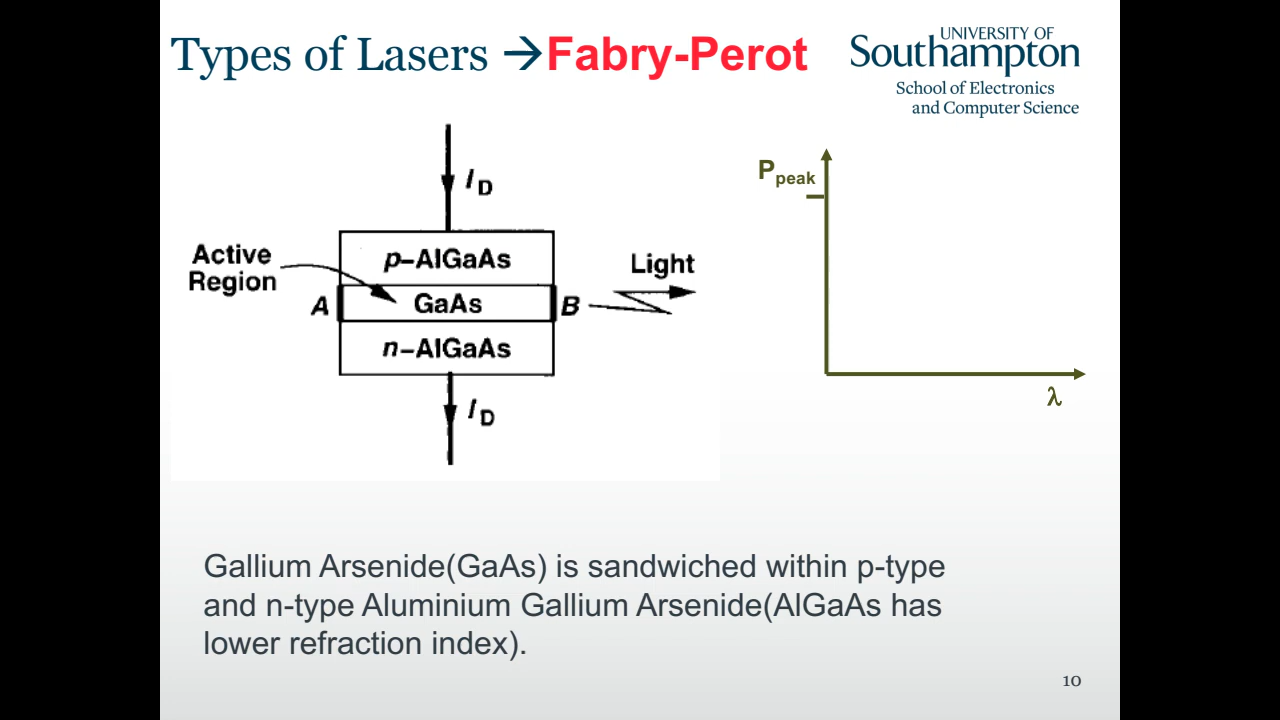 Types of Lasers →Fabry-Perot
UNIVERSITY OF
Southampton
School of Electronics
and Computer Science
I_D
Active
Region
p–AlGaAs
A
GaAs
B
Light
n–AlGaAs
I_D
P_peak
λ
Gallium Arsenide(GaAs) is sandwiched within p-type
and n-type Aluminium Gallium Arsenide(AlGaAs has
lower refraction index).
10